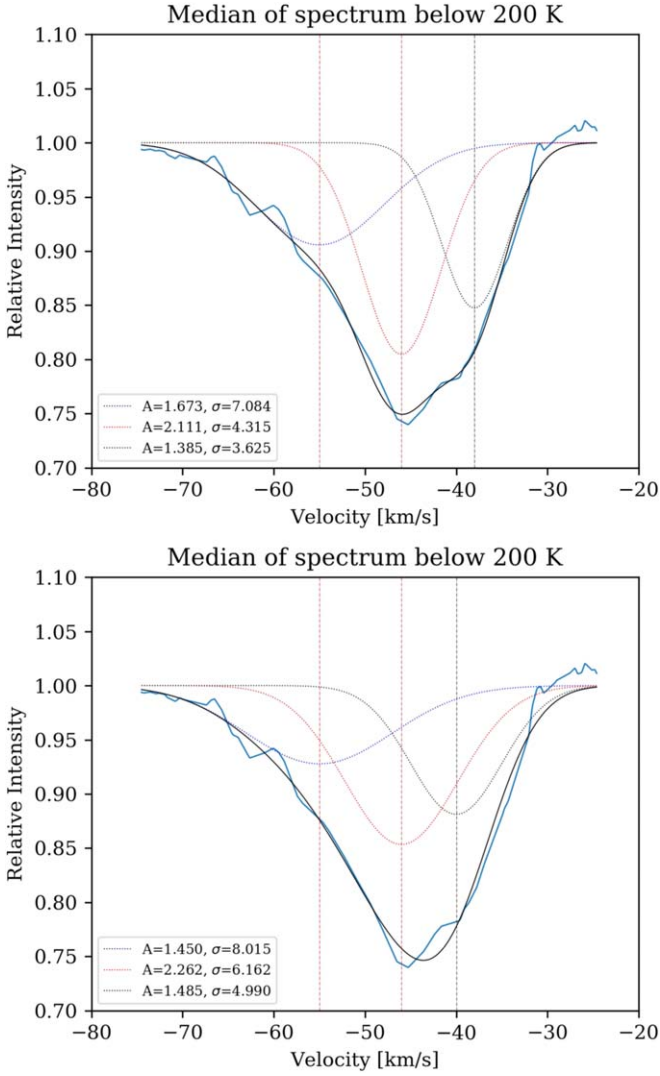 Median of spectrum below 200 K
1.10
1.05
1.00
0.95
0.90
0.85
0.80
0.75
0.70
Relative Intensity
A=1.673, σ=7.084
A=2.111, σ=4.315
A=1.385, σ=3.625
−80 −70 −60 −50 −40 −30 −20
Velocity [km/s]
Median of spectrum below 200 K
1.10
1.05
1.00
0.95
0.90
0.85
0.80
0.75
0.70
Relative Intensity
A=1.450, σ=8.015
A=2.262, σ=6.162
A=1.485, σ=4.990
−80 −70 −60 −50 −40 −30 −20
Velocity [km/s]